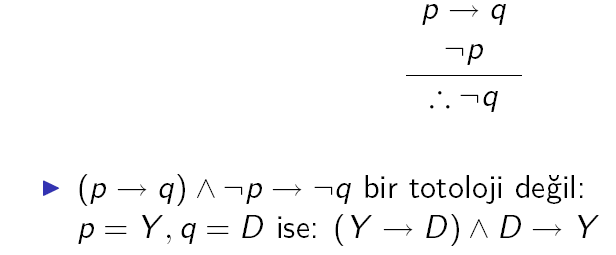 p → q
¬p
∴ ¬q
▶ (p → q) ∧ ¬p → ¬q bir totoloji değil:
p = Y, q = D ise: (Y → D) ∧ D → Y